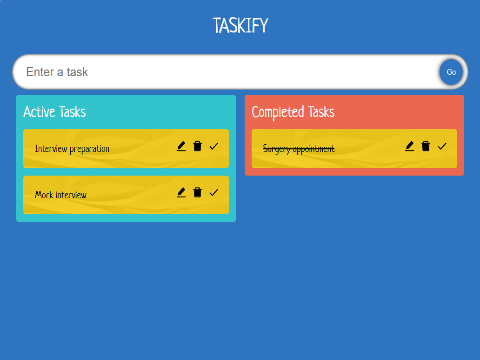 TASKIFY
Enter a task
Go
Active Tasks
Interview preparation
Mock interview
Completed Tasks
Surgery appointment